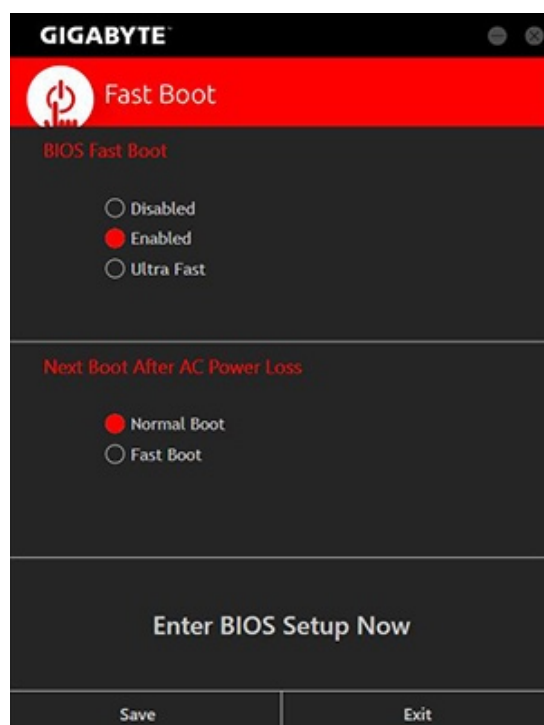 GIGABYTE
Fast Boot
BIOS Fast Boot
Disabled
Enabled
Ultra Fast
Next Boot After AC Power Loss
Normal Boot
Fast Boot
Enter BIOS Setup Now
Save Exit